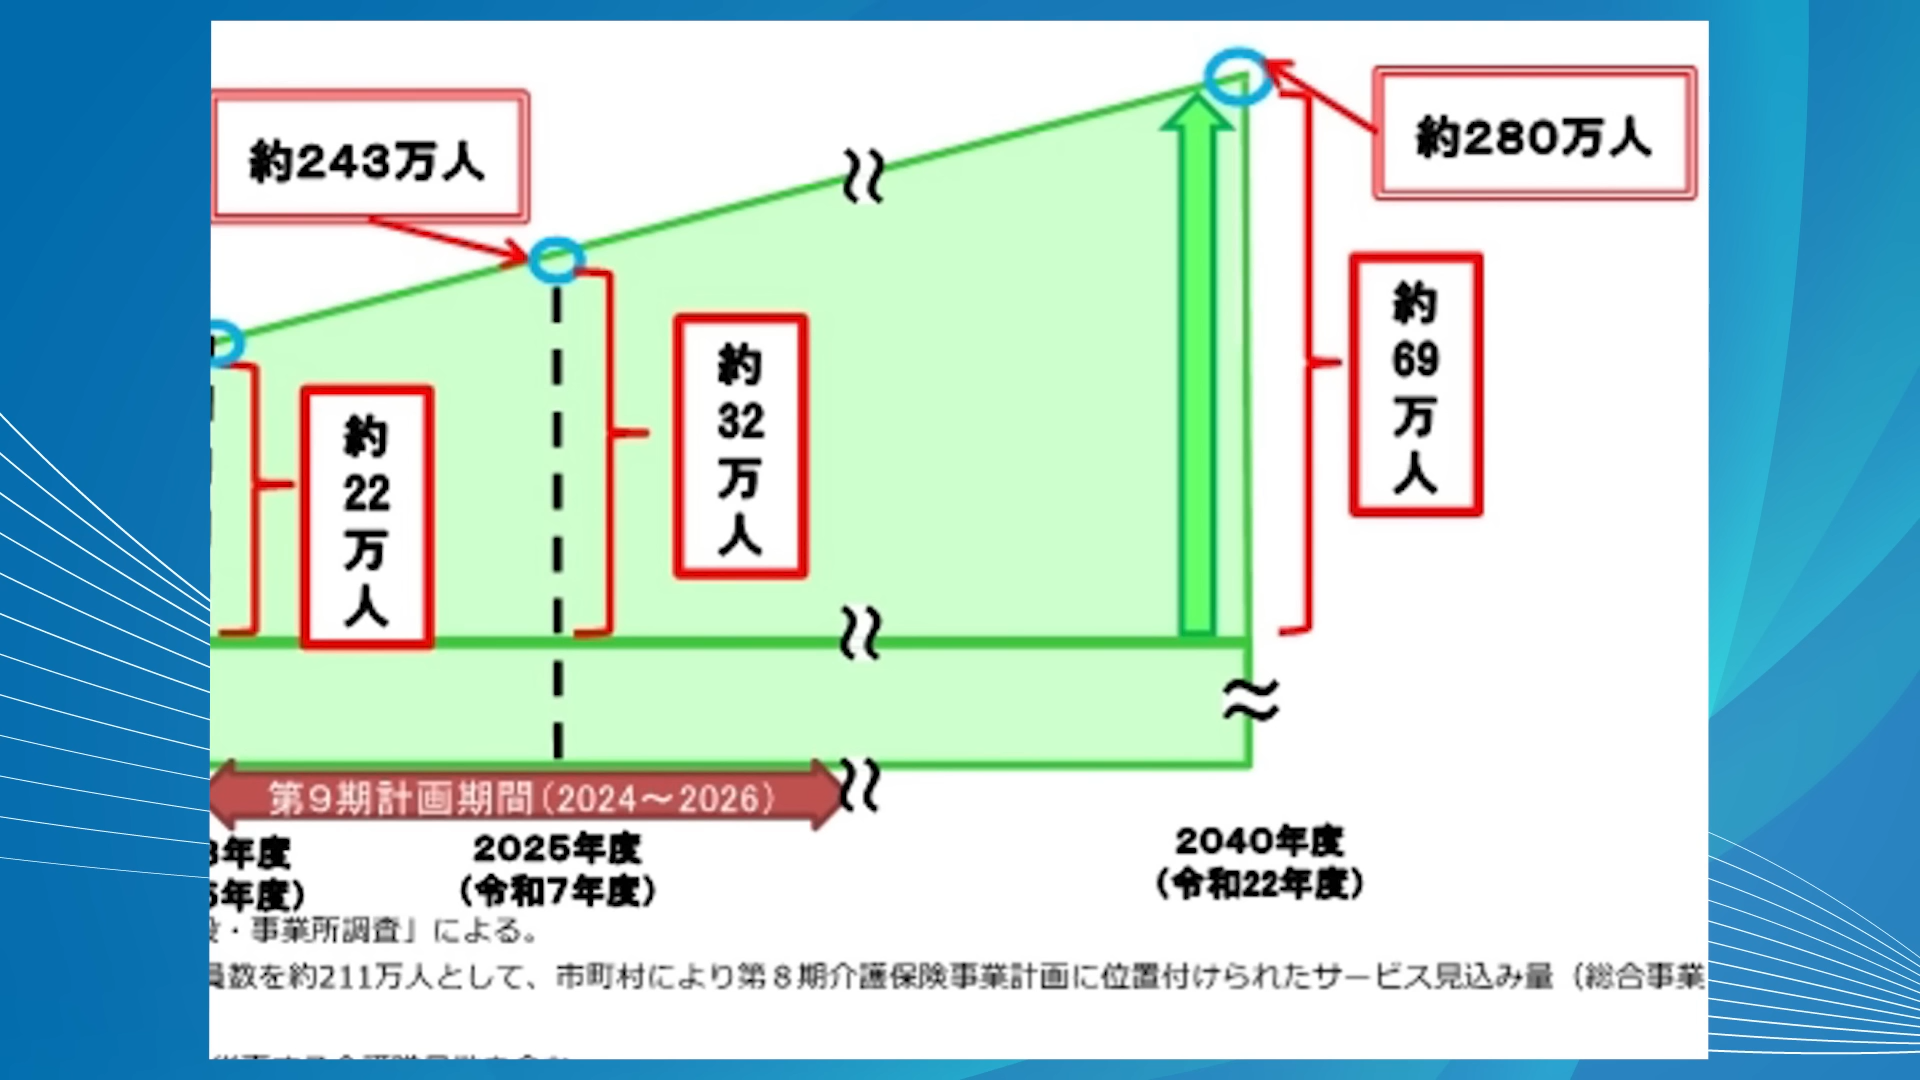 約280万人
約243万人
約
69
万
人
約
32
万
人
約
22
万
人
第9期計画期間(2024～2026)
2025年度
(令和7年度)
2040年度
(令和22年度)
3年度
5年度)
・事業所調査」による。
員数を約211万人として、市町村により第8期介護保険事業計画に位置付けられたサービス見込み量（総合事業